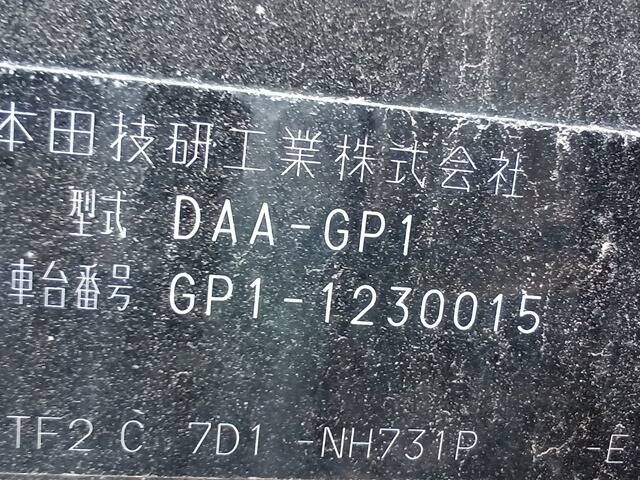 本田技研工業株式会社
型式 DAA-GP1
車台番号 GP1-1230015
TF2 C 7D1 -NH731P -E